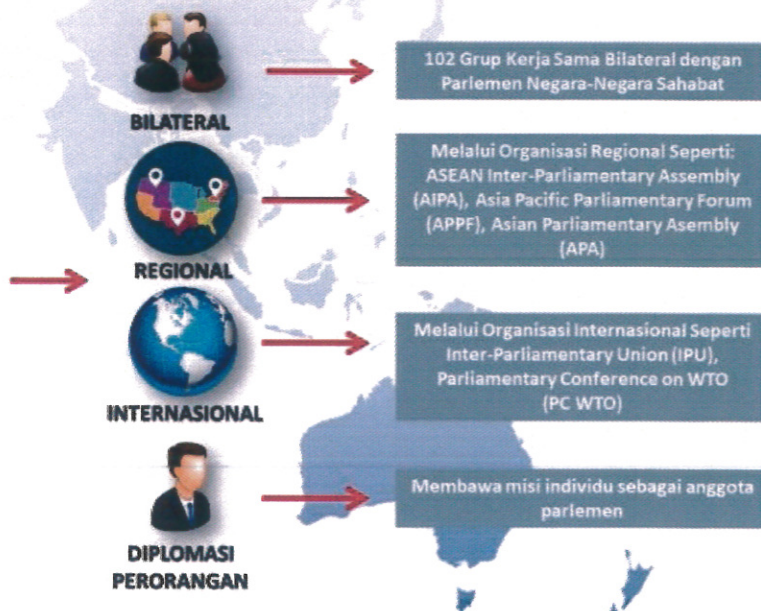 BILATERAL
102 Grup Kerja Sama Bilateral dengan
Parlemen Negara-Negara Sahabat
REGIONAL
Melalui Organisasi Regional Seperti:
ASEAN Inter-Parliamentary Assembly
(AIPA), Asia Pacific Parliamentary Forum
(APPF), Asian Parliamentary Asembly
(APA)
INTERNASIONAL
Melalui Organisasi Internasional Seperti
Inter-Parliamentary Union (IPU),
Parliamentary Conference on WTO
(PC WTO)
DIPLOMASI
PERORANGAN
Membawa misi individu sebagai anggota
parlemen